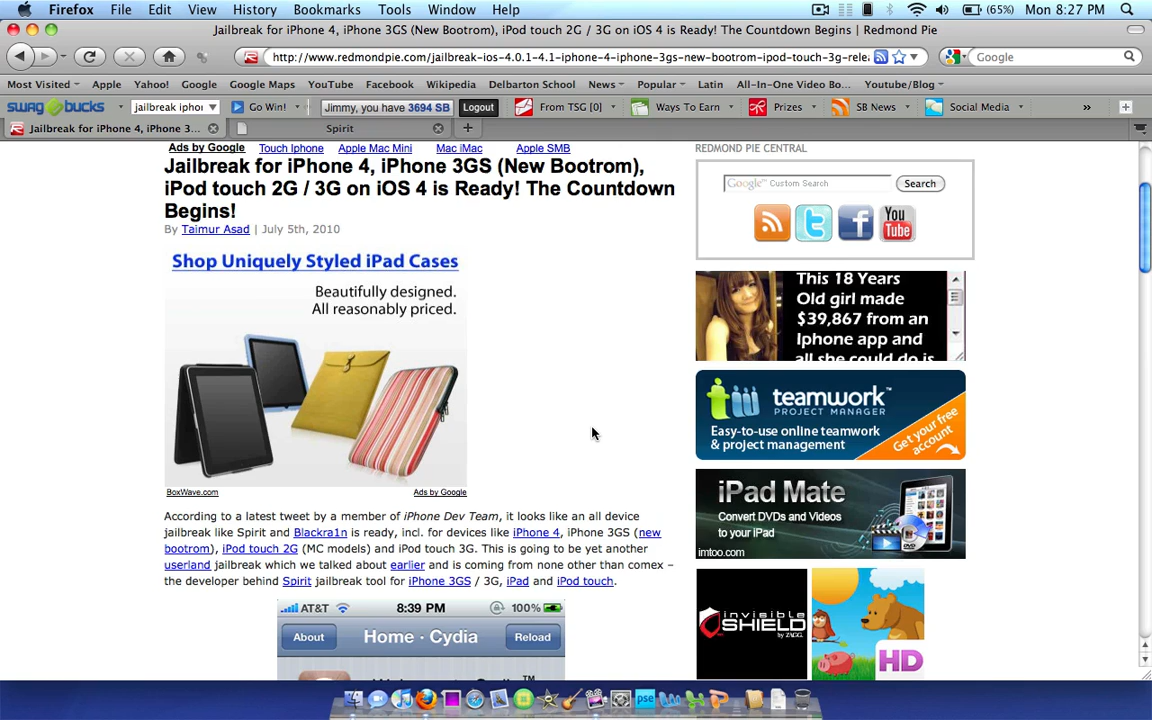 Firefox File Edit View History Bookmarks Tools Window Help (65%) Mon 8:27 PM
Jailbreak for iPhone 4, iPhone 3GS (New Bootrom), iPod touch 2G / 3G on iOS 4 is Ready! The Countdown Begins | Redmond Pie
http://www.redmondpie.com/jailbreak-ios-4.0.1-4.1-iphone-4-iphone-3gs-new-bootrom-ipod-touch-3g-rele Google
Most Visited Apple Yahoo! Google Google Maps YouTube Facebook Wikipedia Delbarton School News Popular Latin All-In-One Video Bo... Youtube/Blog
swagbucks jailbreak iphor Go Win! Jimmy, you have 3694 SB Logout From TSG [0] Ways To Earn Prizes SB News Social Media »
Jailbreak for iPhone 4, iPhone 3... Spirit
Ads by Google Touch Iphone Apple Mac Mini Mac iMac Apple SMB
Jailbreak for iPhone 4, iPhone 3GS (New Bootrom),
iPod touch 2G / 3G on iOS 4 is Ready! The Countdown
Begins!
By Taimur Asad | July 5th, 2010
Shop Uniquely Styled iPad Cases
Beautifully designed.
All reasonably priced.
BoxWave.com Ads by Google
According to a latest tweet by a member of iPhone Dev Team, it looks like an all device
jailbreak like Spirit and Blackra1n is ready, incl. for devices like iPhone 4, iPhone 3GS (new
bootrom), iPod touch 2G (MC models) and iPod touch 3G. This is going to be yet another
userland jailbreak which we talked about earlier and is coming from none other than comex –
the developer behind Spirit jailbreak tool for iPhone 3GS / 3G, iPad and iPod touch.
AT&T 8:39 PM 100%
About Home · Cydia Reload
REDMOND PIE CENTRAL
Google™ Custom Search Search
You
Tube
This 18 Years
Old girl made
$39,867 from an
Iphone app and
all she could do is
teamwork™
PROJECT MANAGER
Easy-to-use online teamwork
& project management
Get your free
account
iPad Mate
Convert DVDs and Videos
to your iPad
imtoo.com
invisible
SHIELD
by ZAGG
HD
pse